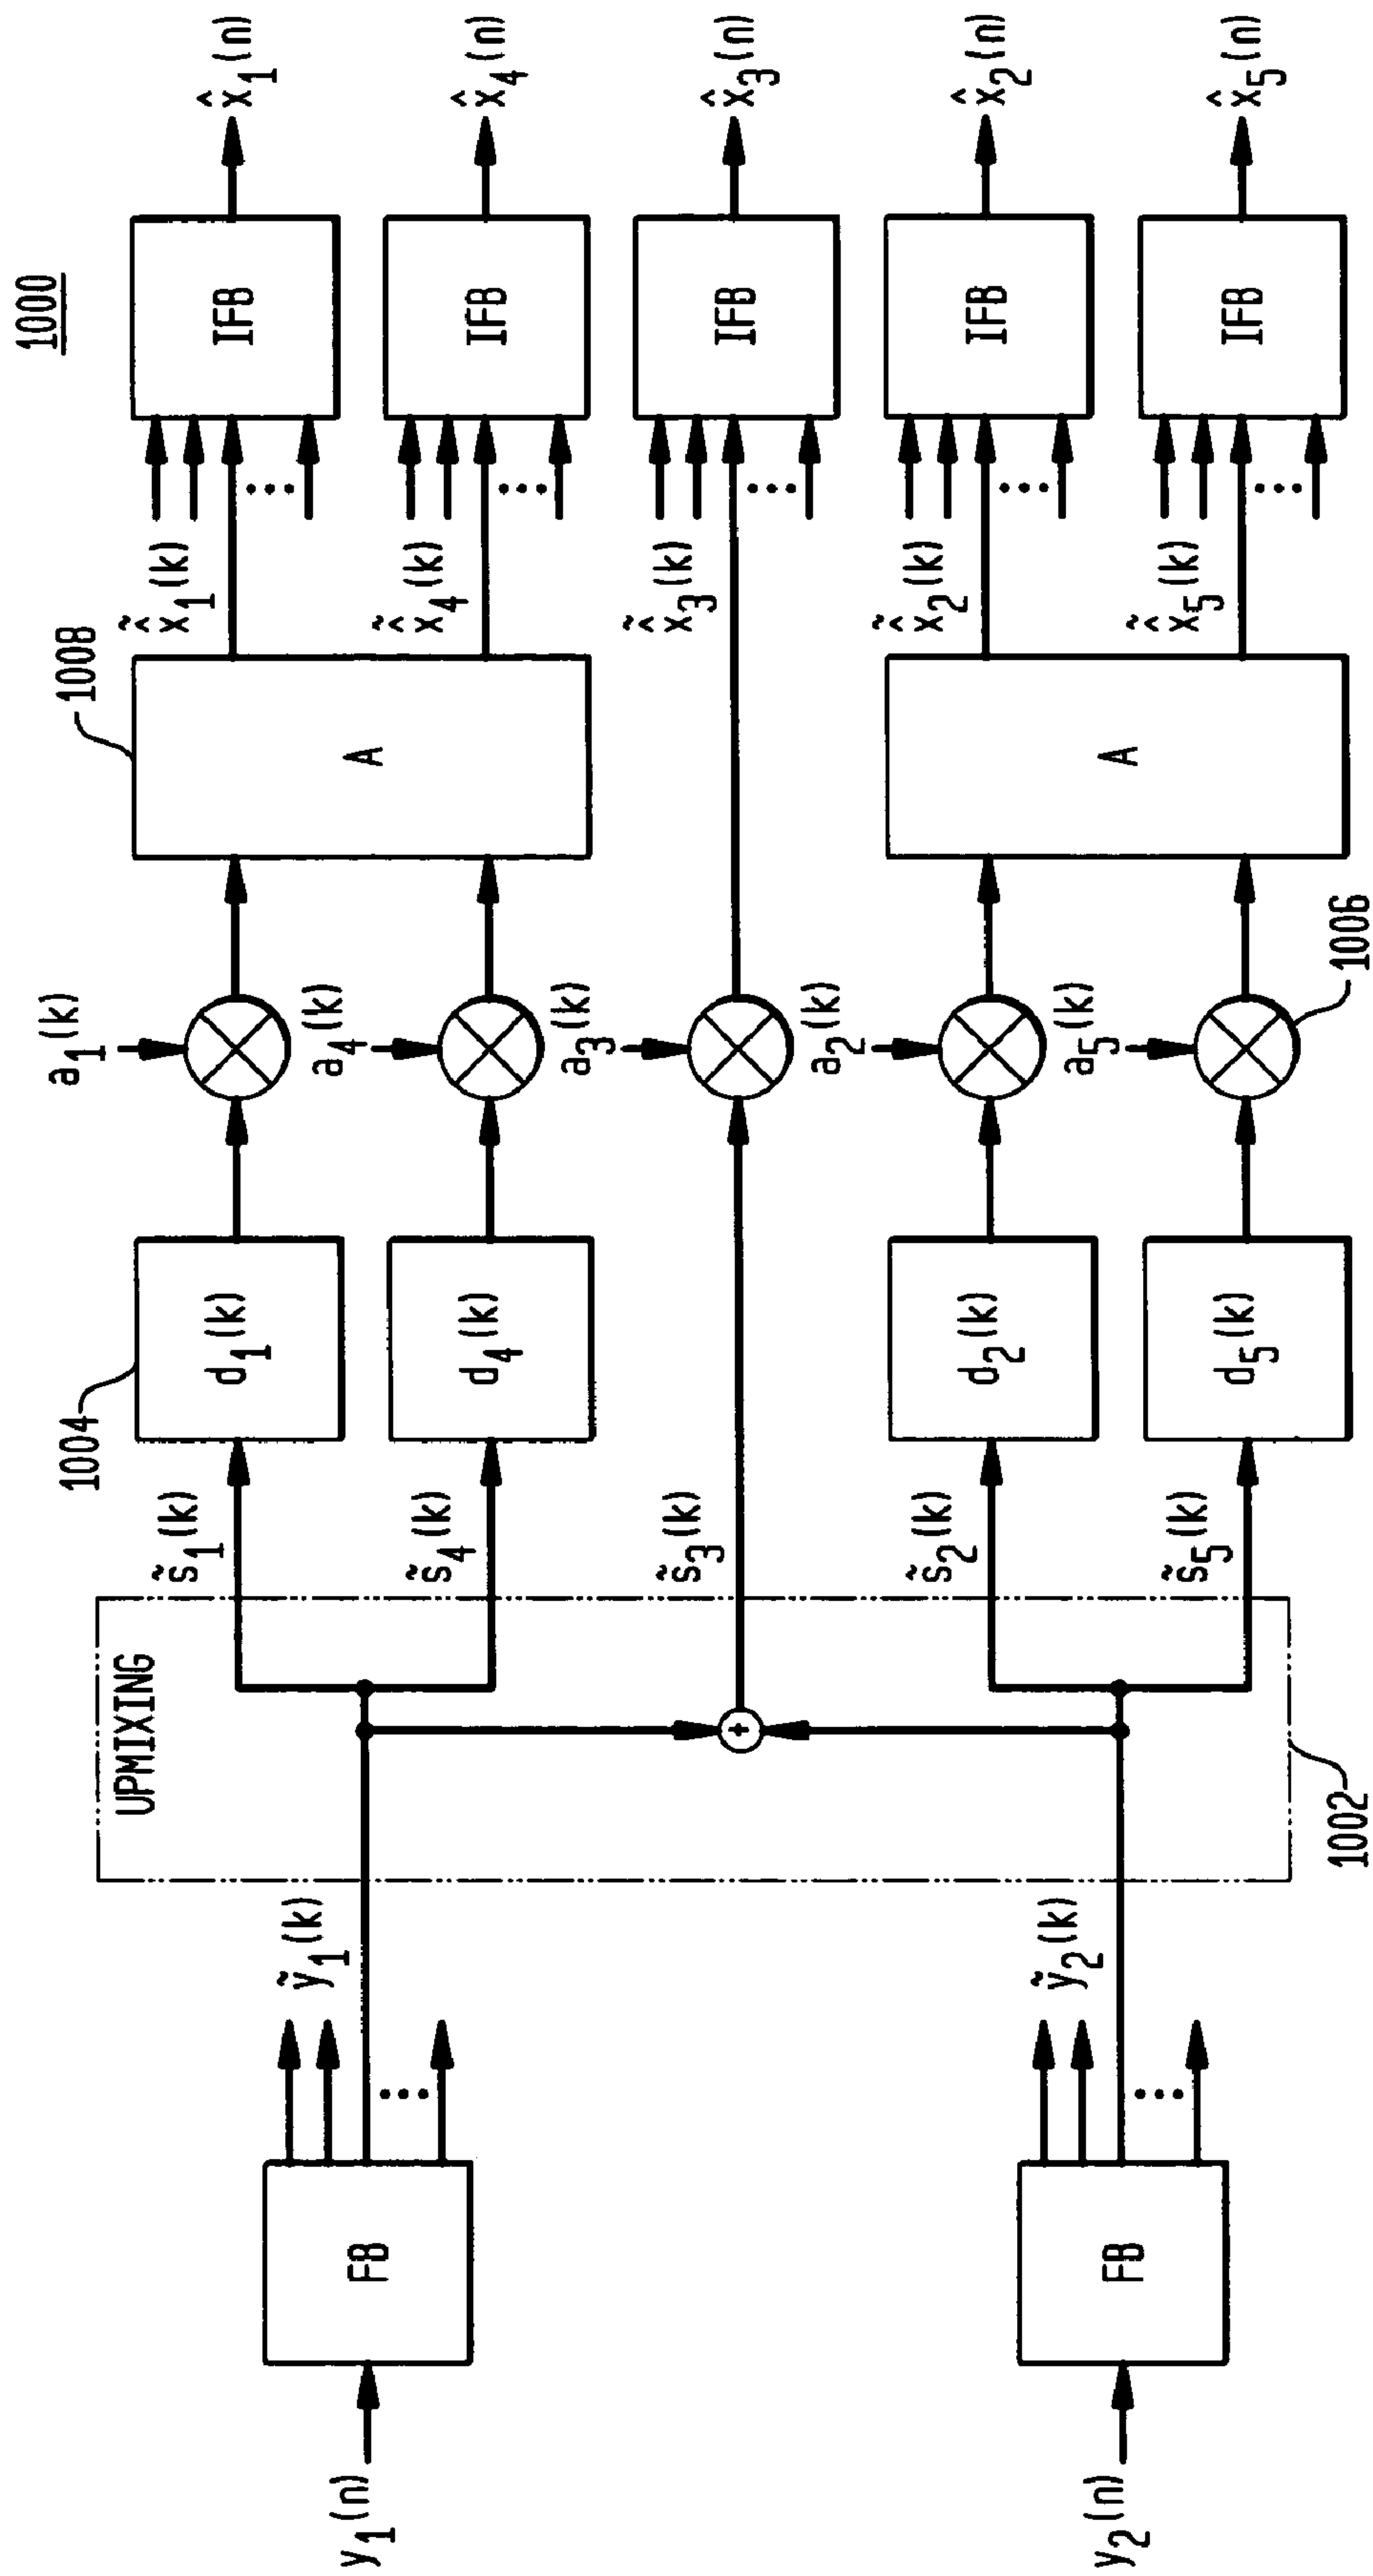 1000
y1(n)
FB
ỹ1(k)
y2(n)
FB
ỹ2(k)
UPMIXING
1002
s̃1(k)
s̃4(k)
s̃3(k)
s̃2(k)
s̃5(k)
1004
d1(k)
d4(k)
d2(k)
d5(k)
a1(k)
a4(k)
a3(k)
a2(k)
a5(k)
1006
1008
A
A
x̂̃1(k)
x̂̃4(k)
x̂̃3(k)
x̂̃2(k)
x̂̃5(k)
IFB
IFB
IFB
IFB
IFB
x̂1(n)
x̂4(n)
x̂3(n)
x̂2(n)
x̂5(n)
+